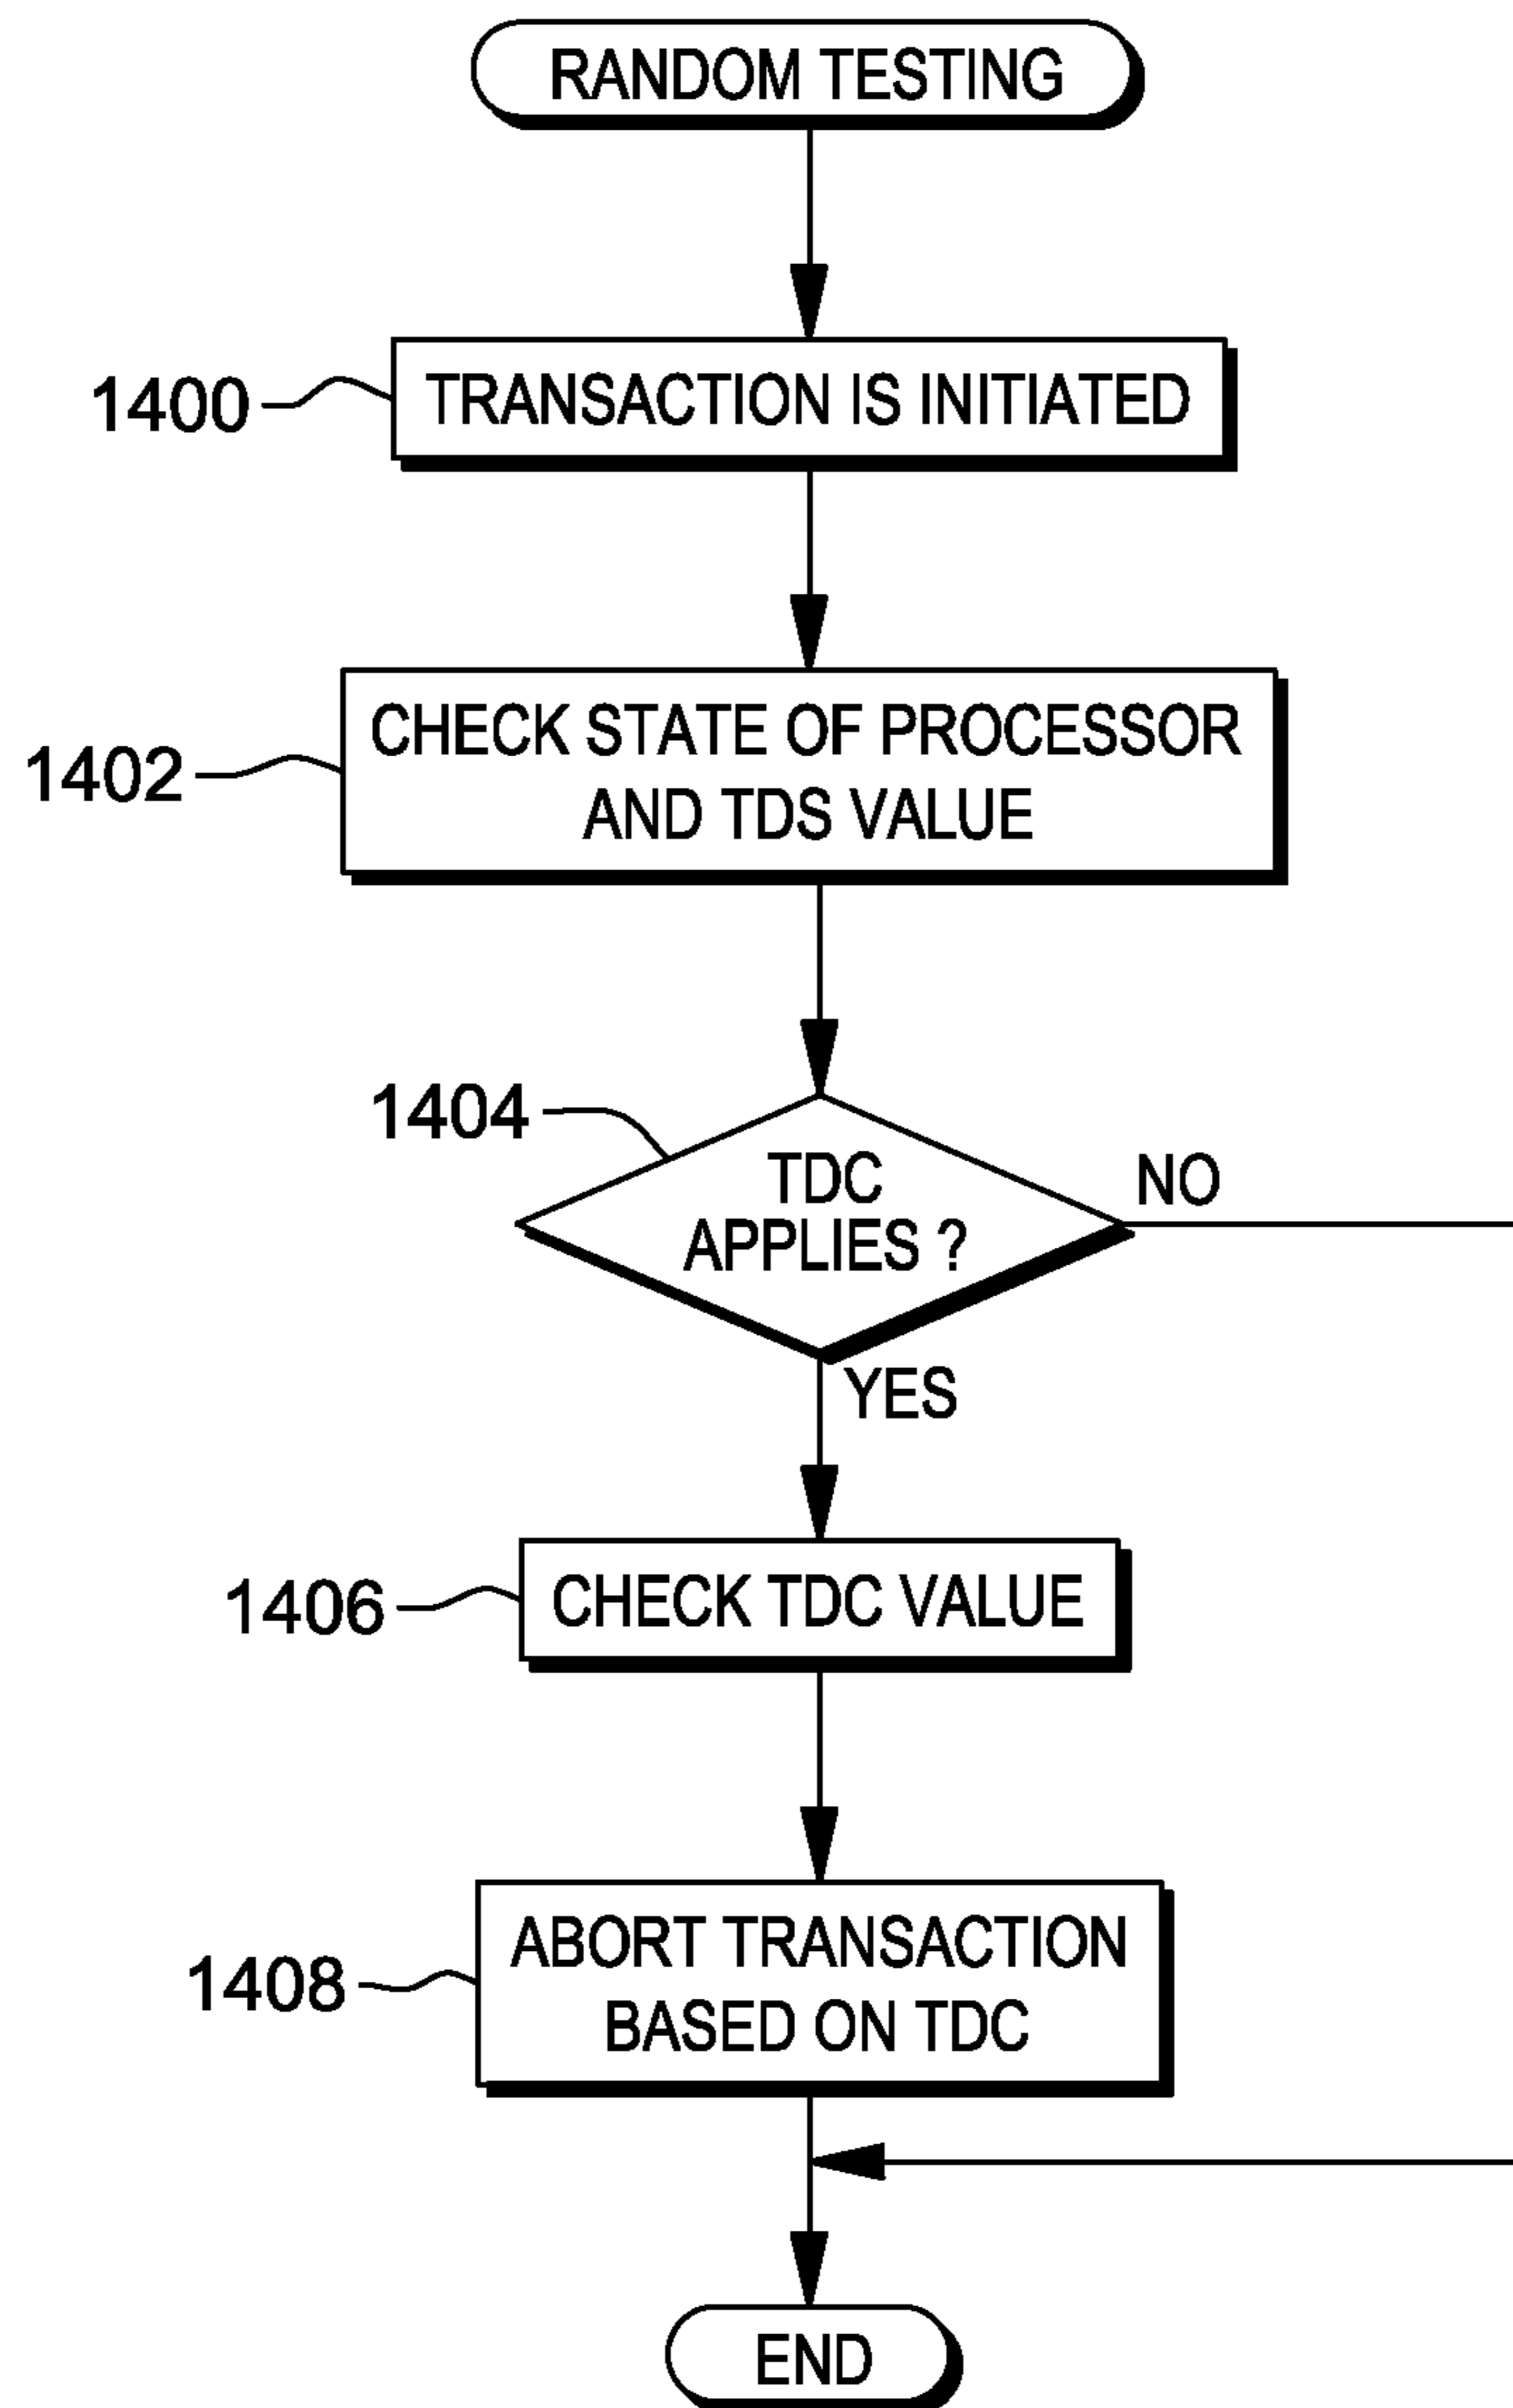 RANDOM TESTING
1400
TRANSACTION IS INITIATED
1402
CHECK STATE OF PROCESSOR
AND TDS VALUE
1404
TDC
APPLIES ?
NO
YES
1406
CHECK TDC VALUE
1408
ABORT TRANSACTION
BASED ON TDC
END